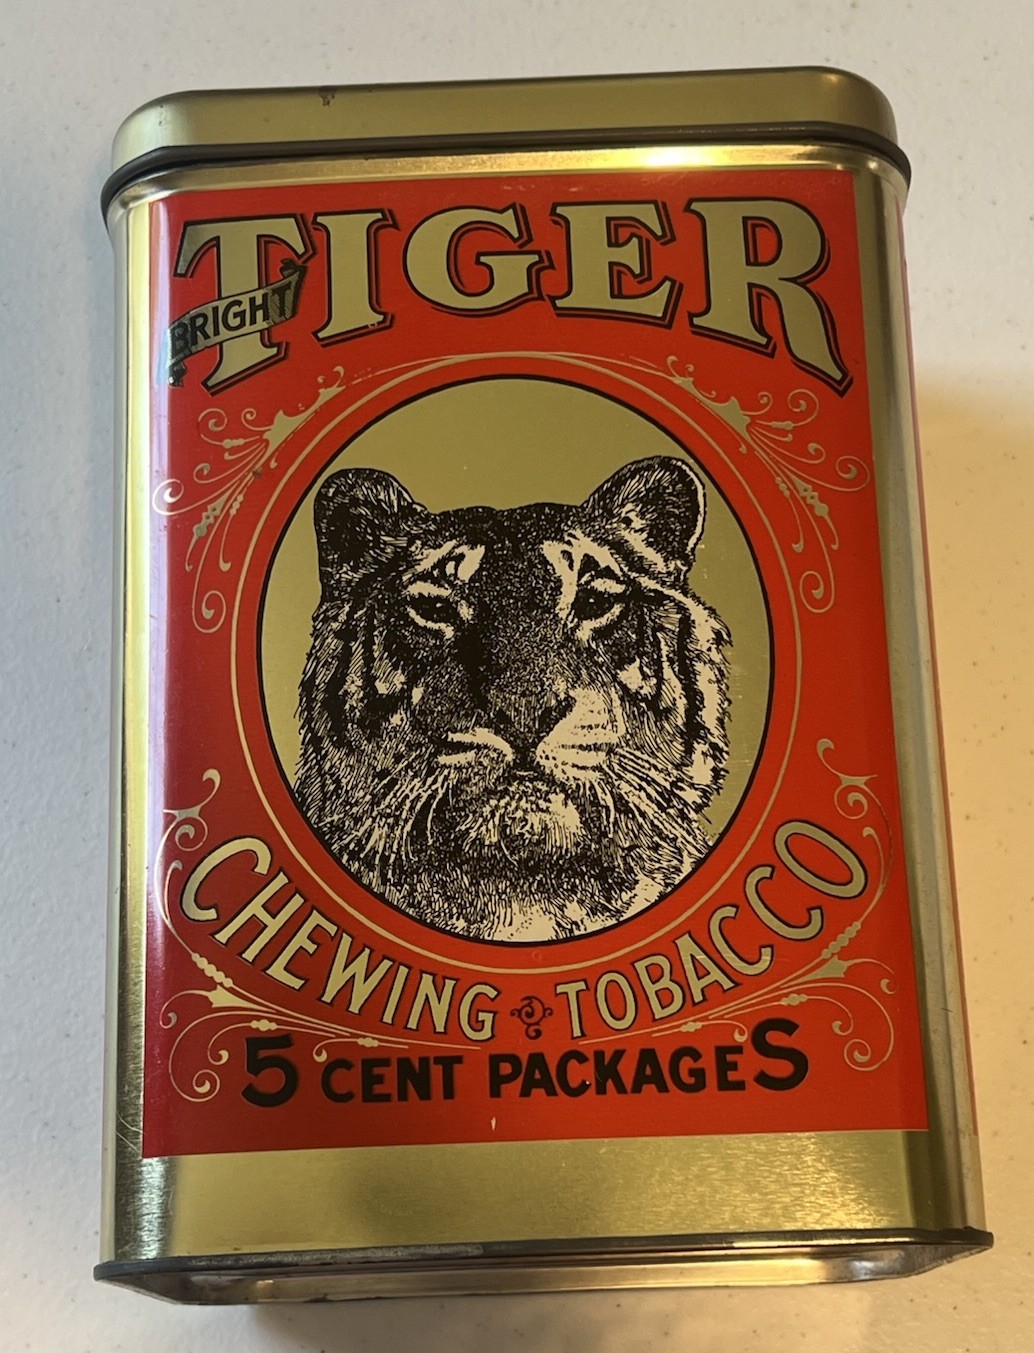 TIGER
BRIGHT
CHEWING TOBACCO
5 CENT PACKAGES